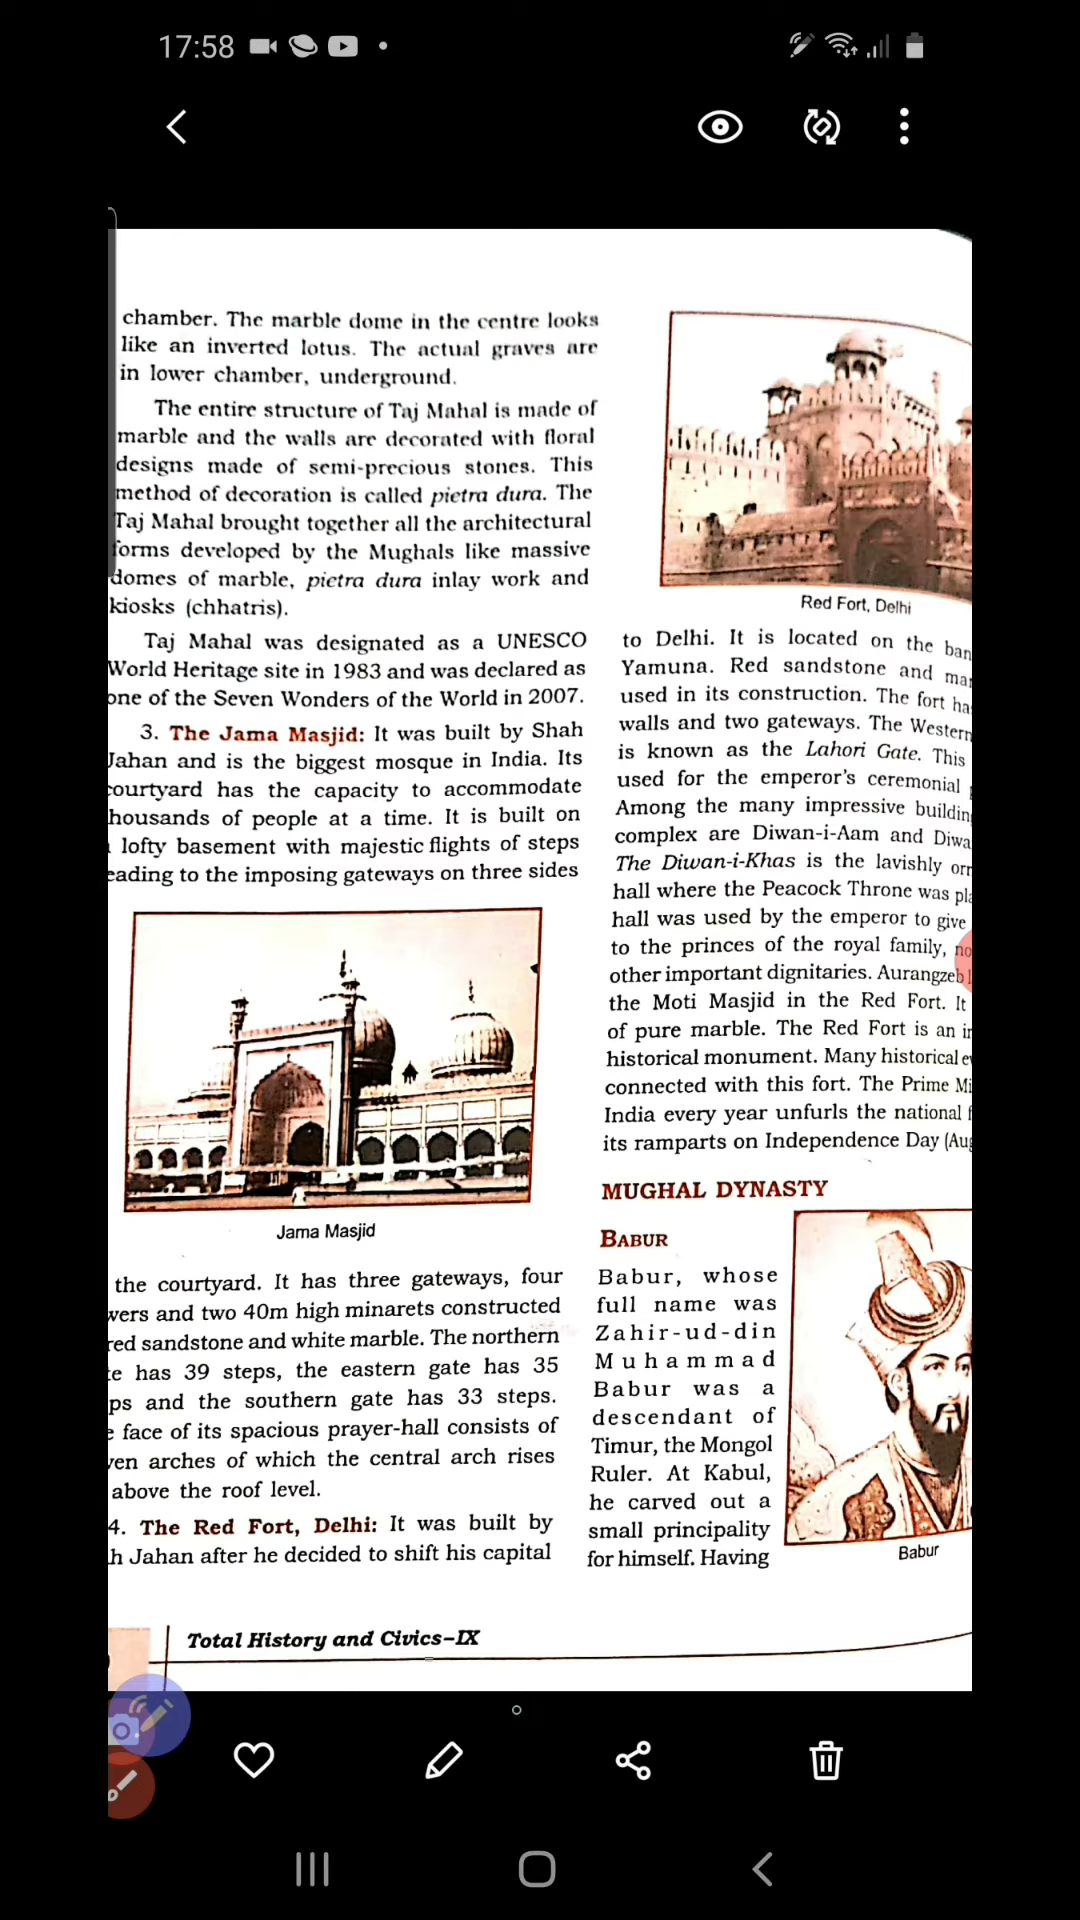 17:58
chamber. The marble dome in the centre looks
like an inverted lotus. The actual graves are
in lower chamber, underground.
The entire structure of Taj Mahal is made of
marble and the walls are decorated with floral
designs made of semi-precious stones. This
method of decoration is called pietra dura. The
Taj Mahal brought together all the architectural
forms developed by the Mughals like massive
domes of marble, pietra dura inlay work and
kiosks (chhatris).
Taj Mahal was designated as a UNESCO
World Heritage site in 1983 and was declared as
one of the Seven Wonders of the World in 2007.
3. The Jama Masjid: It was built by Shah
Jahan and is the biggest mosque in India. Its
courtyard has the capacity to accommodate
housands of people at a time. It is built on
lofty basement with majestic flights of steps
eading to the imposing gateways on three sides
Jama Masjid
the courtyard. It has three gateways, four
wers and two 40m high minarets constructed
red sandstone and white marble. The northern
te has 39 steps, the eastern gate has 35
ps and the southern gate has 33 steps.
e face of its spacious prayer-hall consists of
ven arches of which the central arch rises
above the roof level.
4. The Red Fort, Delhi: It was built by
h Jahan after he decided to shift his capital
Red Fort, Delhi
to Delhi. It is located on the ban
Yamuna. Red sandstone and mar
used in its construction. The fort ha
walls and two gateways. The Western
is known as the Lahori Gate. This
used for the emperor's ceremonial
Among the many impressive buildin
complex are Diwan-i-Aam and Diwa
The Diwan-i-Khas is the lavishly orn
hall where the Peacock Throne was pla
hall was used by the emperor to give
to the princes of the royal family, no
other important dignitaries. Aurangzeb
the Moti Masjid in the Red Fort. It
of pure marble. The Red Fort is an in
historical monument. Many historical ev
connected with this fort. The Prime Mi
India every year unfurls the national f
its ramparts on Independence Day (Aug
MUGHAL DYNASTY
BABUR
Babur, whose
full name was
Zahir-ud-din
Muhammad
Babur was a
descendant of
Timur, the Mongol
Ruler. At Kabul,
he carved out a
small principality
for himself. Having
Babur
Total History and Civics–IX